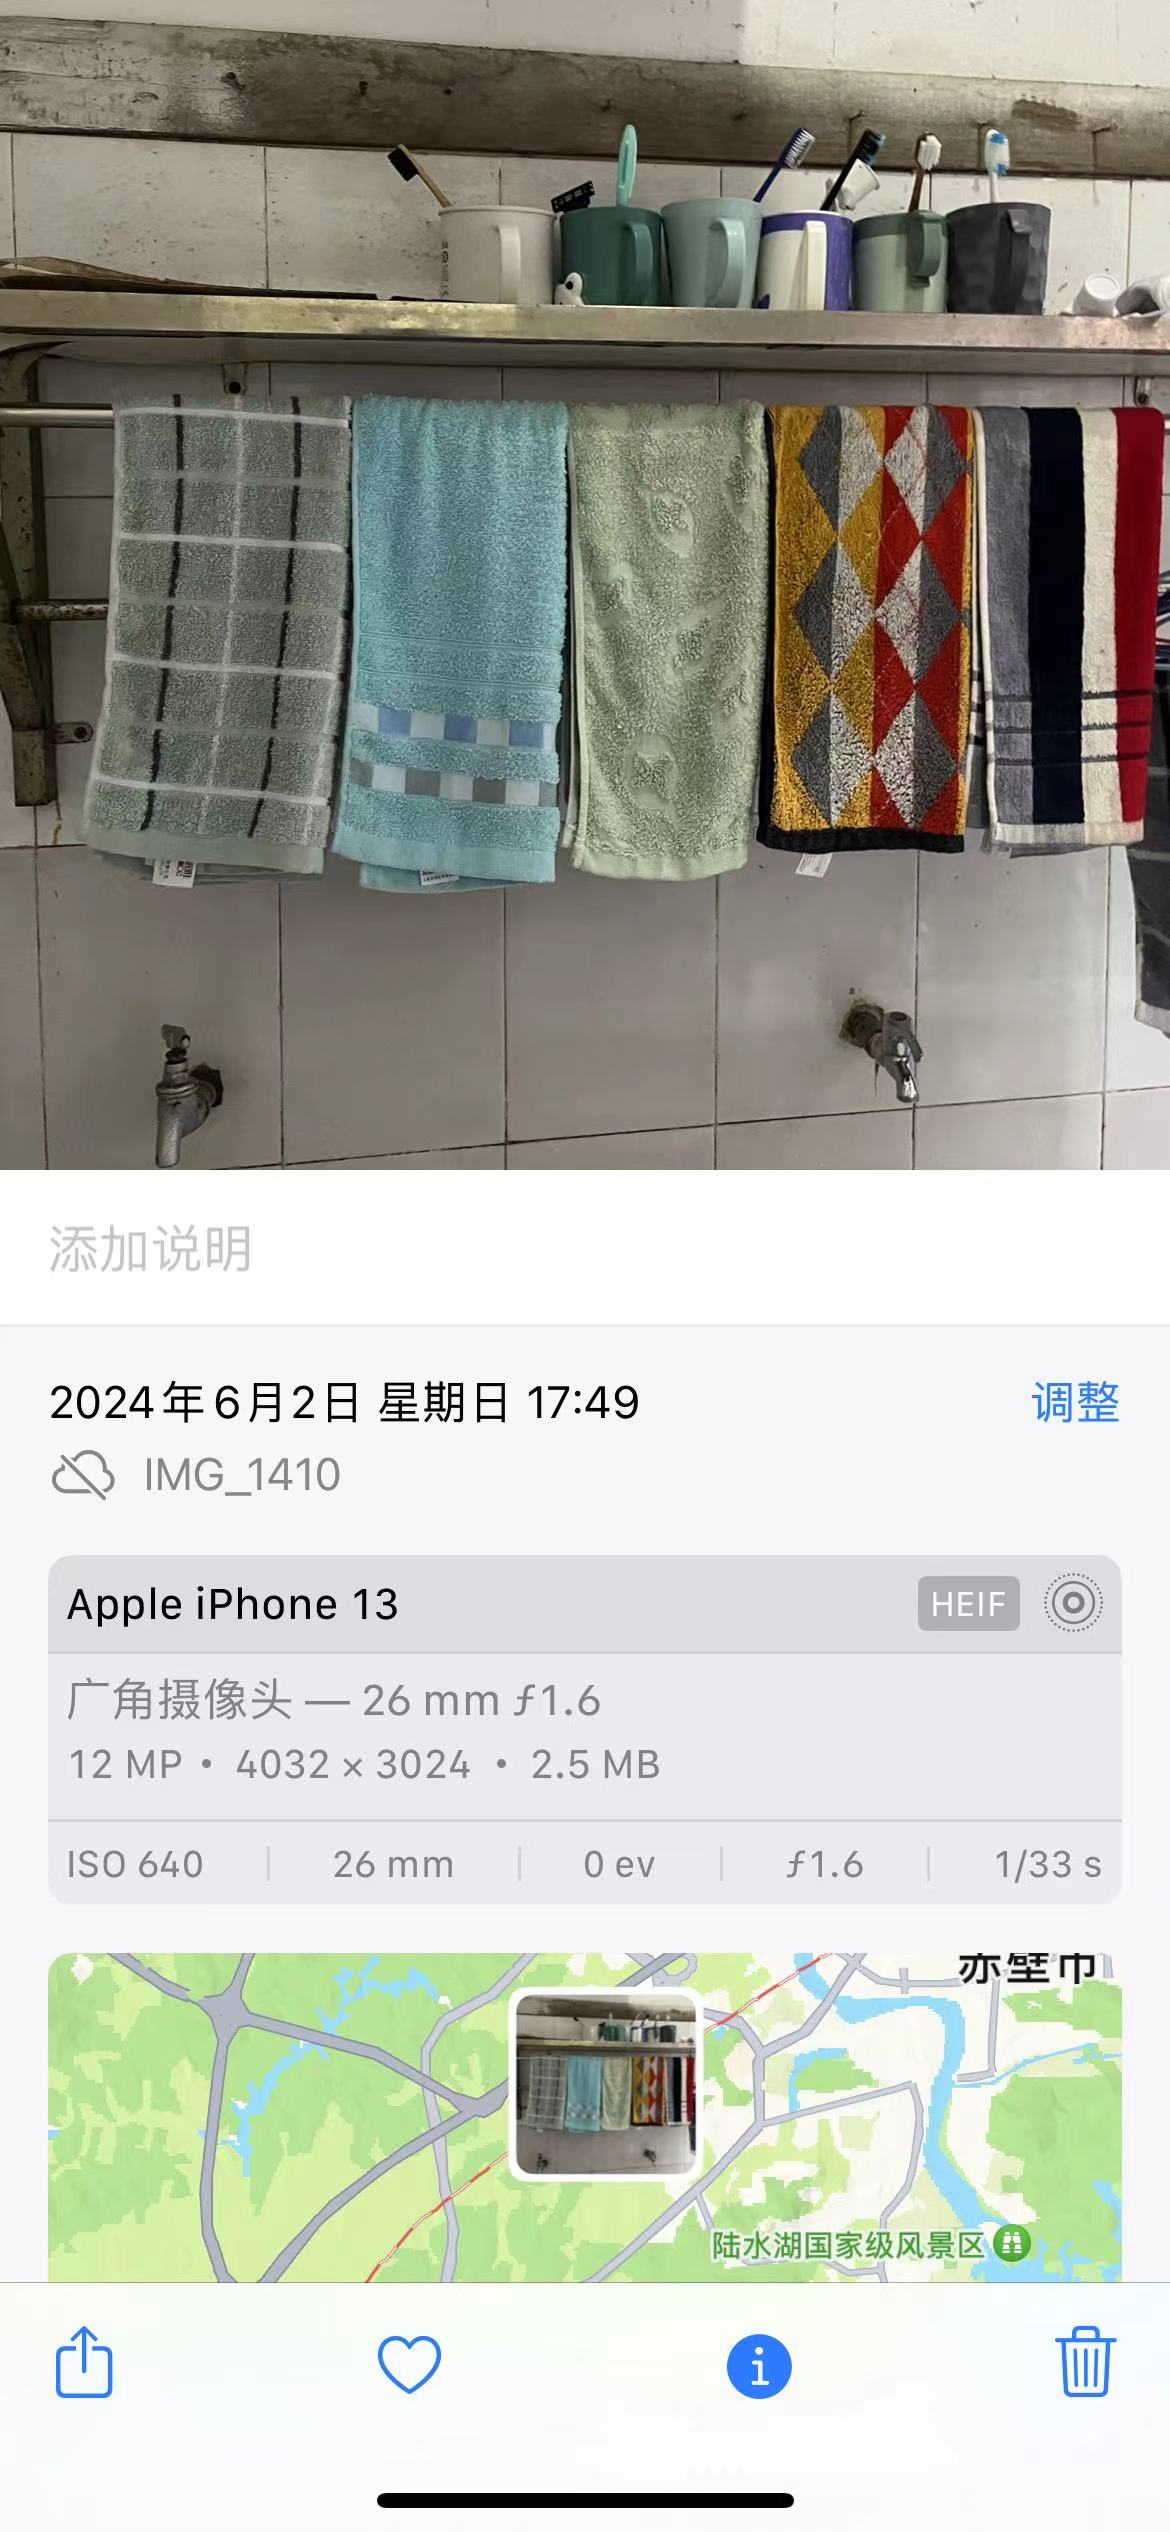 添加说明
2024年6月2日 星期日 17:49
调整
IMG_1410
Apple iPhone 13
HEIF
广角摄像头 — 26 mm ƒ1.6
12 MP • 4032 × 3024 • 2.5 MB
ISO 640
26 mm
0 ev
ƒ1.6
1/33 s
赤壁市
陆水湖国家级风景区